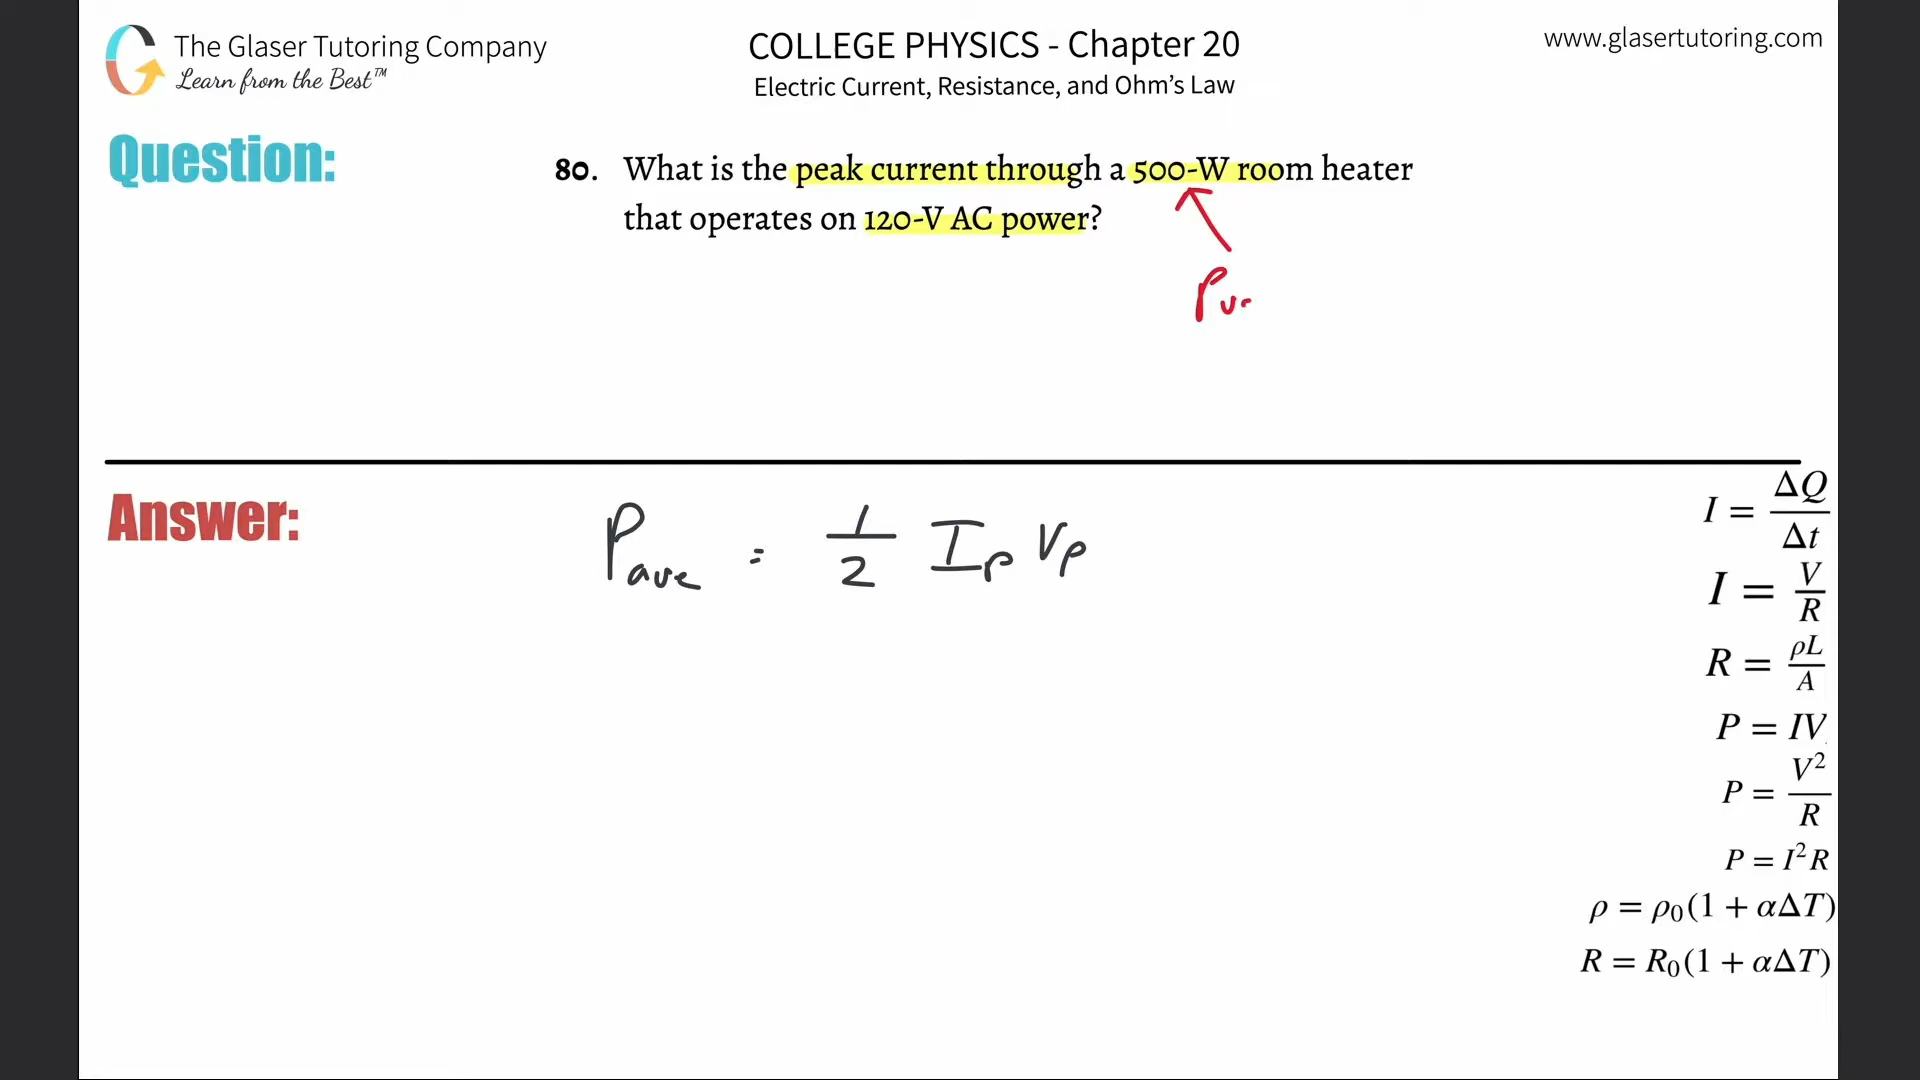 The Glaser Tutoring Company
Learn from the Best™
COLLEGE PHYSICS - Chapter 20
Electric Current, Resistance, and Ohm's Law
www.glasertutoring.com
Question:
80. What is the peak current through a 500-W room heater
that operates on 120-V AC power?
Answer:
P_ave = 1/2 I_p V_p
I = ΔQ/Δt
I = V/R
R = ρL/A
P = IV
P = V²/R
P = I²R
ρ = ρ₀(1 + αΔT)
R = R₀(1 + αΔT)